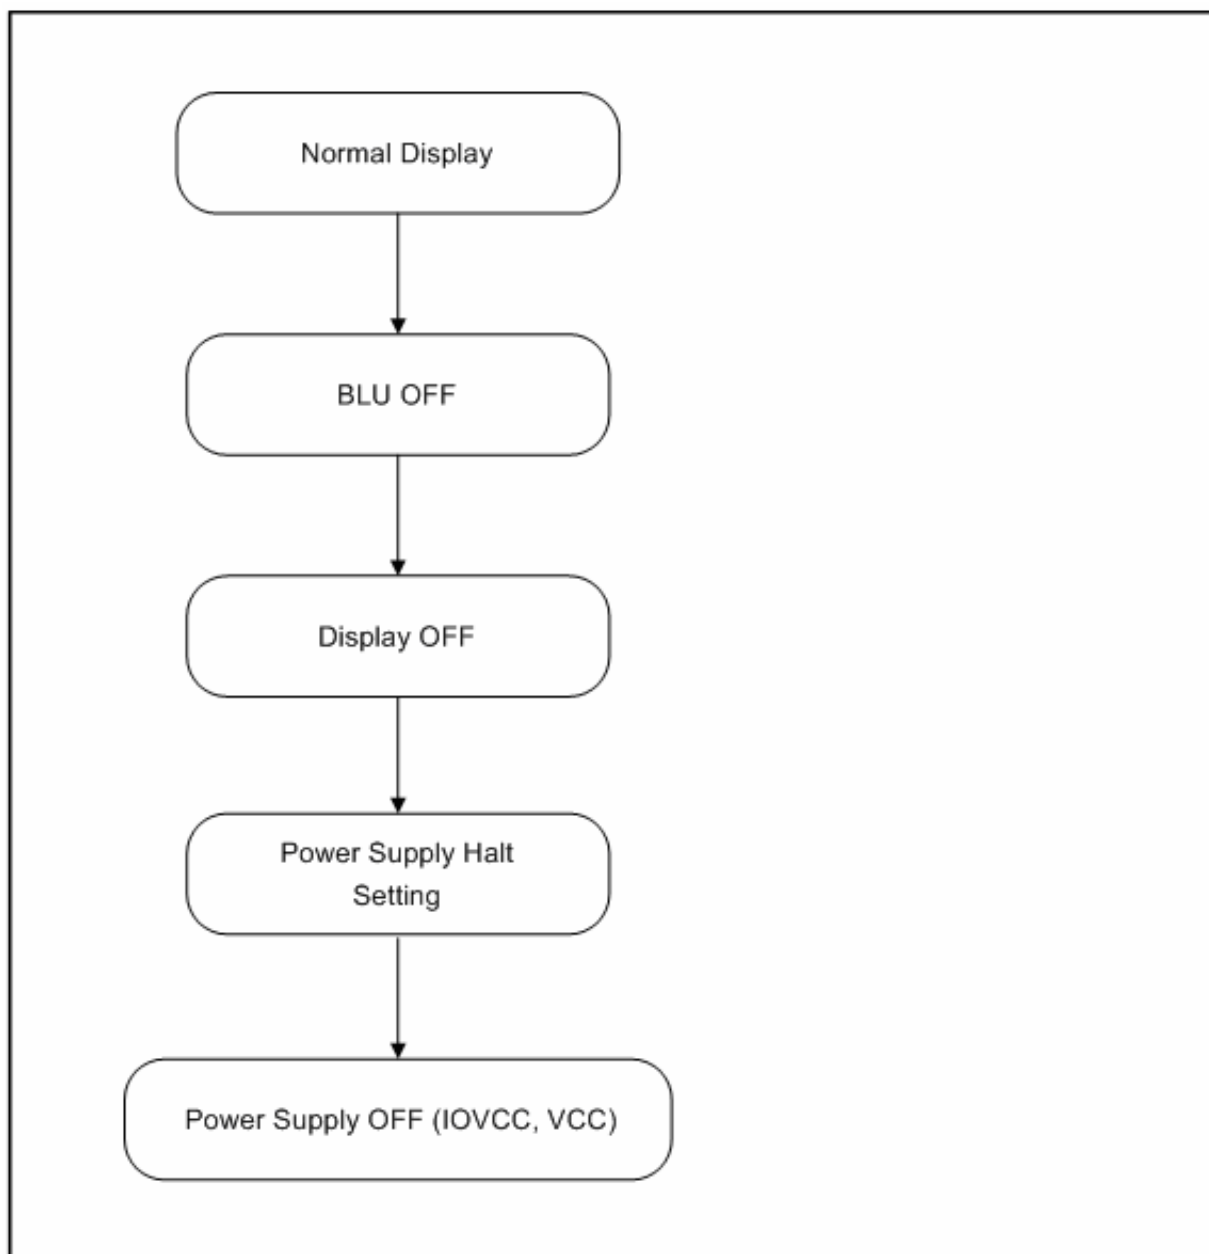 Normal Display
BLU OFF
Display OFF
Power Supply Halt
Setting
Power Supply OFF (IOVCC, VCC)